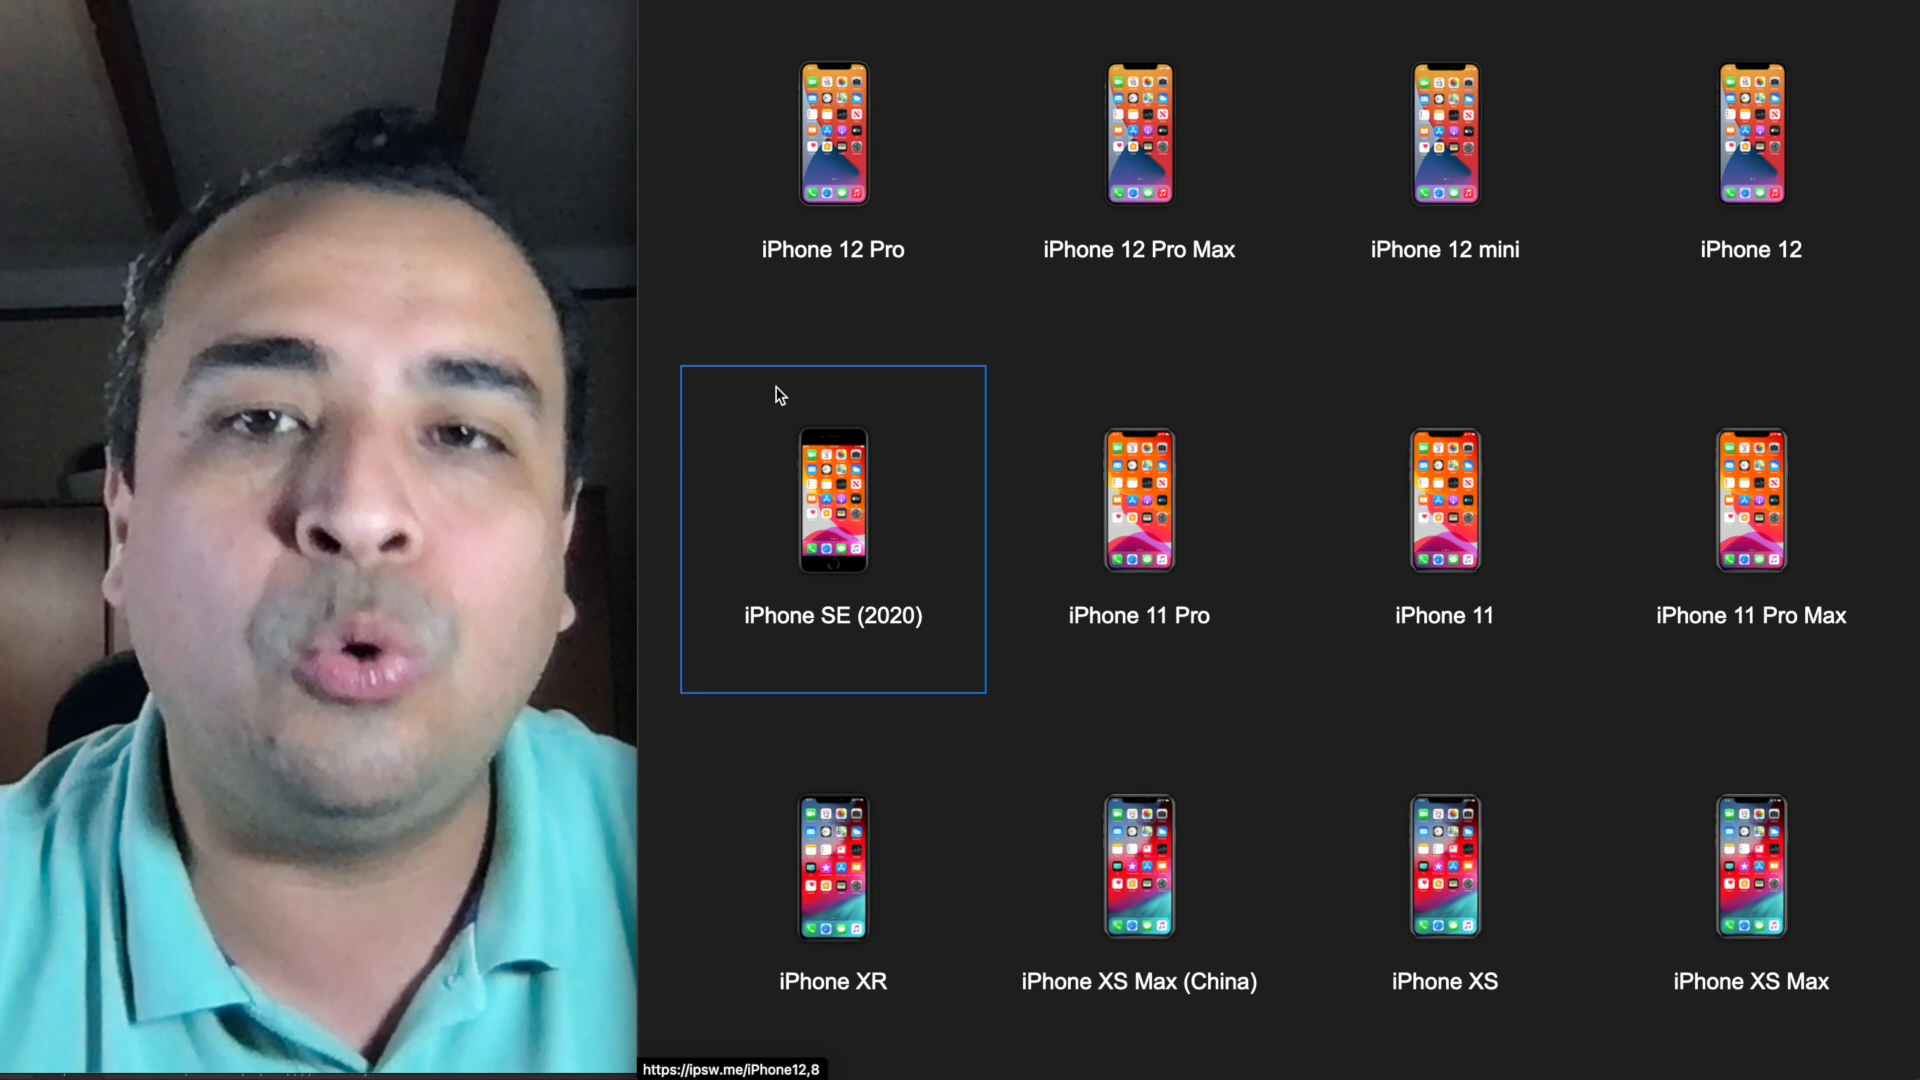 iPhone 12 Pro
iPhone 12 Pro Max
iPhone 12 mini
iPhone 12
iPhone SE (2020)
iPhone 11 Pro
iPhone 11
iPhone 11 Pro Max
iPhone XR
iPhone XS Max (China)
iPhone XS
iPhone XS Max
https://ipsw.me/iPhone12,8